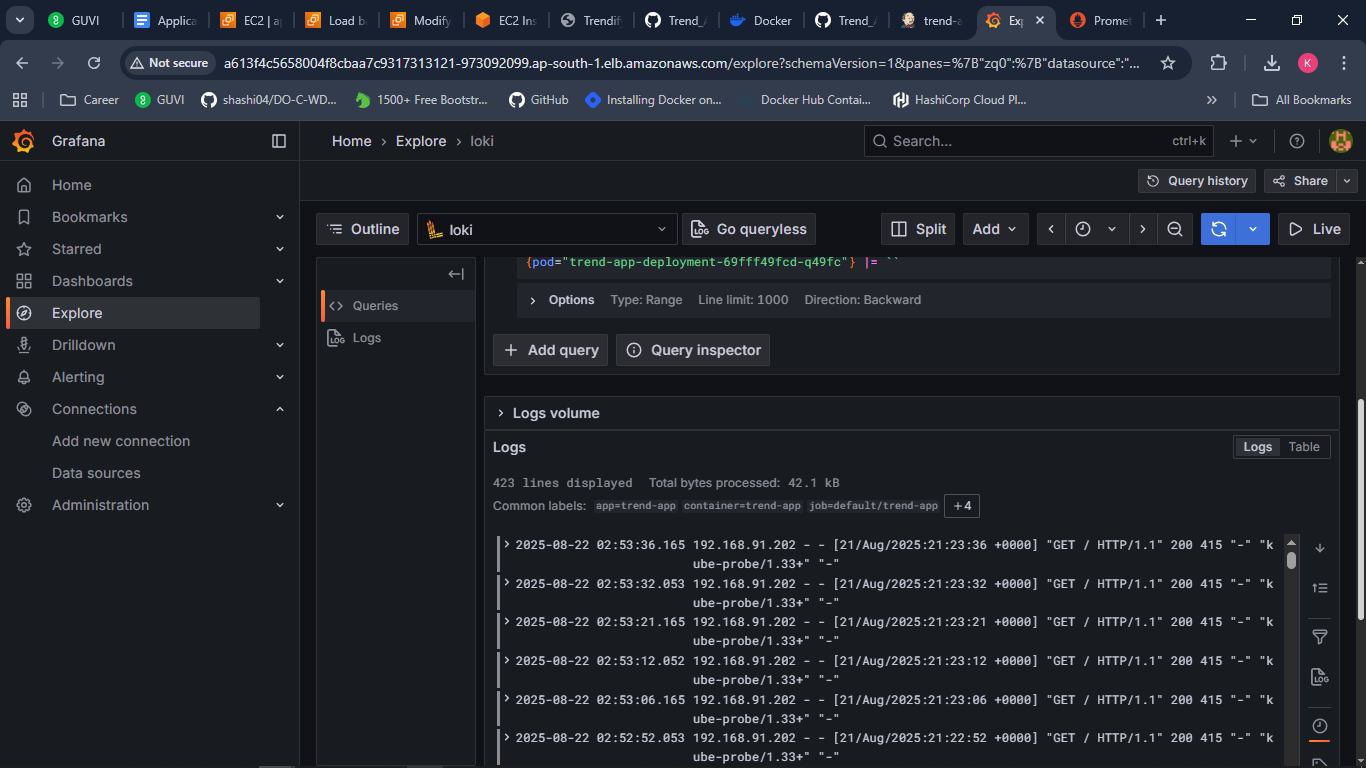 GUVI
Applica
EC2 | ap
Load b
Modify
EC2 Ins
Trendif
Trend_
Docker
Trend_
trend-a
Ex
Promet
Not secure
a613f4c5658004f8cbaa7c9317313121-973092099.ap-south-1.elb.amazonaws.com/explore?schemaVersion=1&panes=%7B"zq0":%7B"datasource":"...
Career
GUVI
shashi04/DO-C-WD...
1500+ Free Bootstr...
GitHub
Installing Docker on...
Docker Hub Contai...
HashiCorp Cloud Pl...
All Bookmarks
Grafana
Home › Explore › loki
Search...
ctrl+k
Home
Bookmarks
Starred
Dashboards
Explore
Drilldown
Alerting
Connections
Add new connection
Data sources
Administration
Query history
Share
Outline
loki
Go queryless
Split
Add
Live
Queries
Logs
{pod="trend-app-deployment-69fff49fcd-q49fc"} |= ``
Options Type: Range Line limit: 1000 Direction: Backward
+ Add query
Query inspector
Logs volume
Logs
Logs Table
423 lines displayed Total bytes processed: 42.1 kB
Common labels: app=trend-app container=trend-app job=default/trend-app +4
2025-08-22 02:53:36.165 192.168.91.202 - - [21/Aug/2025:21:23:36 +0000] "GET / HTTP/1.1" 200 415 "-" "k
ube-probe/1.33+" "-"
2025-08-22 02:53:32.053 192.168.91.202 - - [21/Aug/2025:21:23:32 +0000] "GET / HTTP/1.1" 200 415 "-" "k
ube-probe/1.33+" "-"
2025-08-22 02:53:21.165 192.168.91.202 - - [21/Aug/2025:21:23:21 +0000] "GET / HTTP/1.1" 200 415 "-" "k
ube-probe/1.33+" "-"
2025-08-22 02:53:12.052 192.168.91.202 - - [21/Aug/2025:21:23:12 +0000] "GET / HTTP/1.1" 200 415 "-" "k
ube-probe/1.33+" "-"
2025-08-22 02:53:06.165 192.168.91.202 - - [21/Aug/2025:21:23:06 +0000] "GET / HTTP/1.1" 200 415 "-" "k
ube-probe/1.33+" "-"
2025-08-22 02:52:52.053 192.168.91.202 - - [21/Aug/2025:21:22:52 +0000] "GET / HTTP/1.1" 200 415 "-" "k
ube-probe/1.33+" "-"